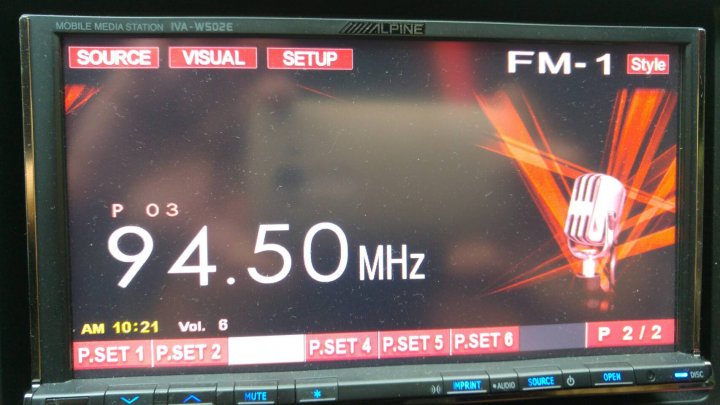 MOBILE MEDIA STATION IVA-W502E ALPINE
SOURCE VISUAL SETUP FM-1 Style
P 03
94.50 MHz
AM 10:21 Vol. 6
P.SET 1 P.SET 2 P.SET 4 P.SET 5 P.SET 6 P 2/2
MUTE IMPRINT AUDIO SOURCE OPEN DISC